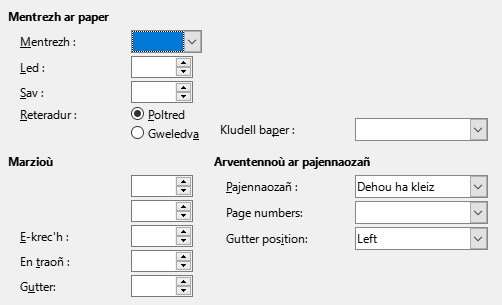 Mentrezh ar paper
Mentrezh :
Led :
Sav :
Reteradur :
Poltred
Gweledva
Kludell baper :
Marzioù
Arventennoù ar pajennaozañ
Pajennaozañ :
Dehou ha kleiz
Page numbers:
E-krec'h :
Gutter position:
Left
En traoñ :
Gutter: